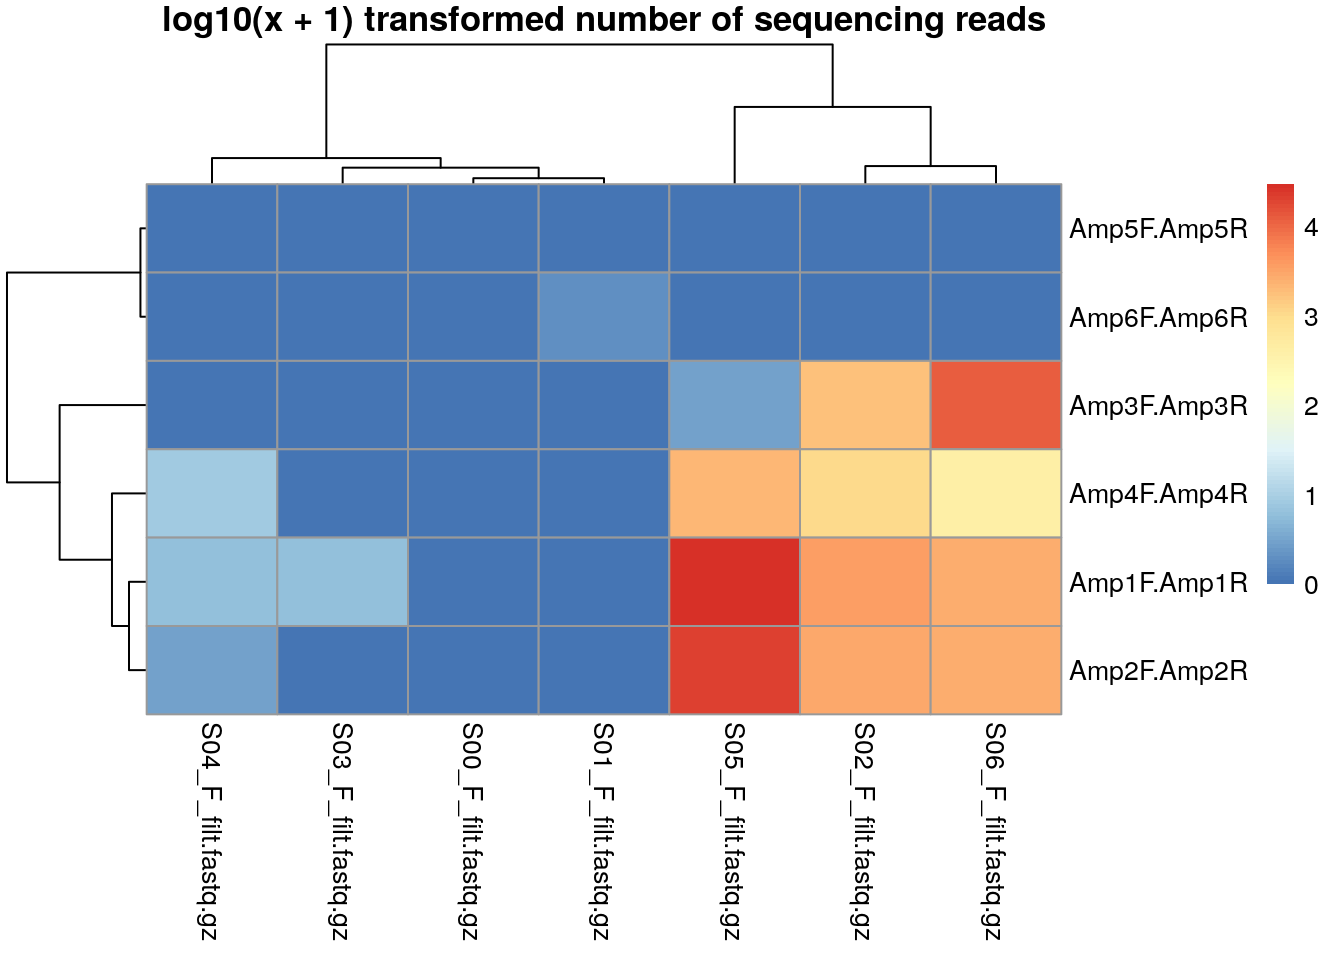 log10(x + 1) transformed number of sequencing reads
Amp5F.Amp5R
Amp6F.Amp6R
Amp3F.Amp3R
Amp4F.Amp4R
Amp1F.Amp1R
Amp2F.Amp2R
4
3
2
1
0
S04_F_filt.fastq.gz
S03_F_filt.fastq.gz
S00_F_filt.fastq.gz
S01_F_filt.fastq.gz
S05_F_filt.fastq.gz
S02_F_filt.fastq.gz
S06_F_filt.fastq.gz